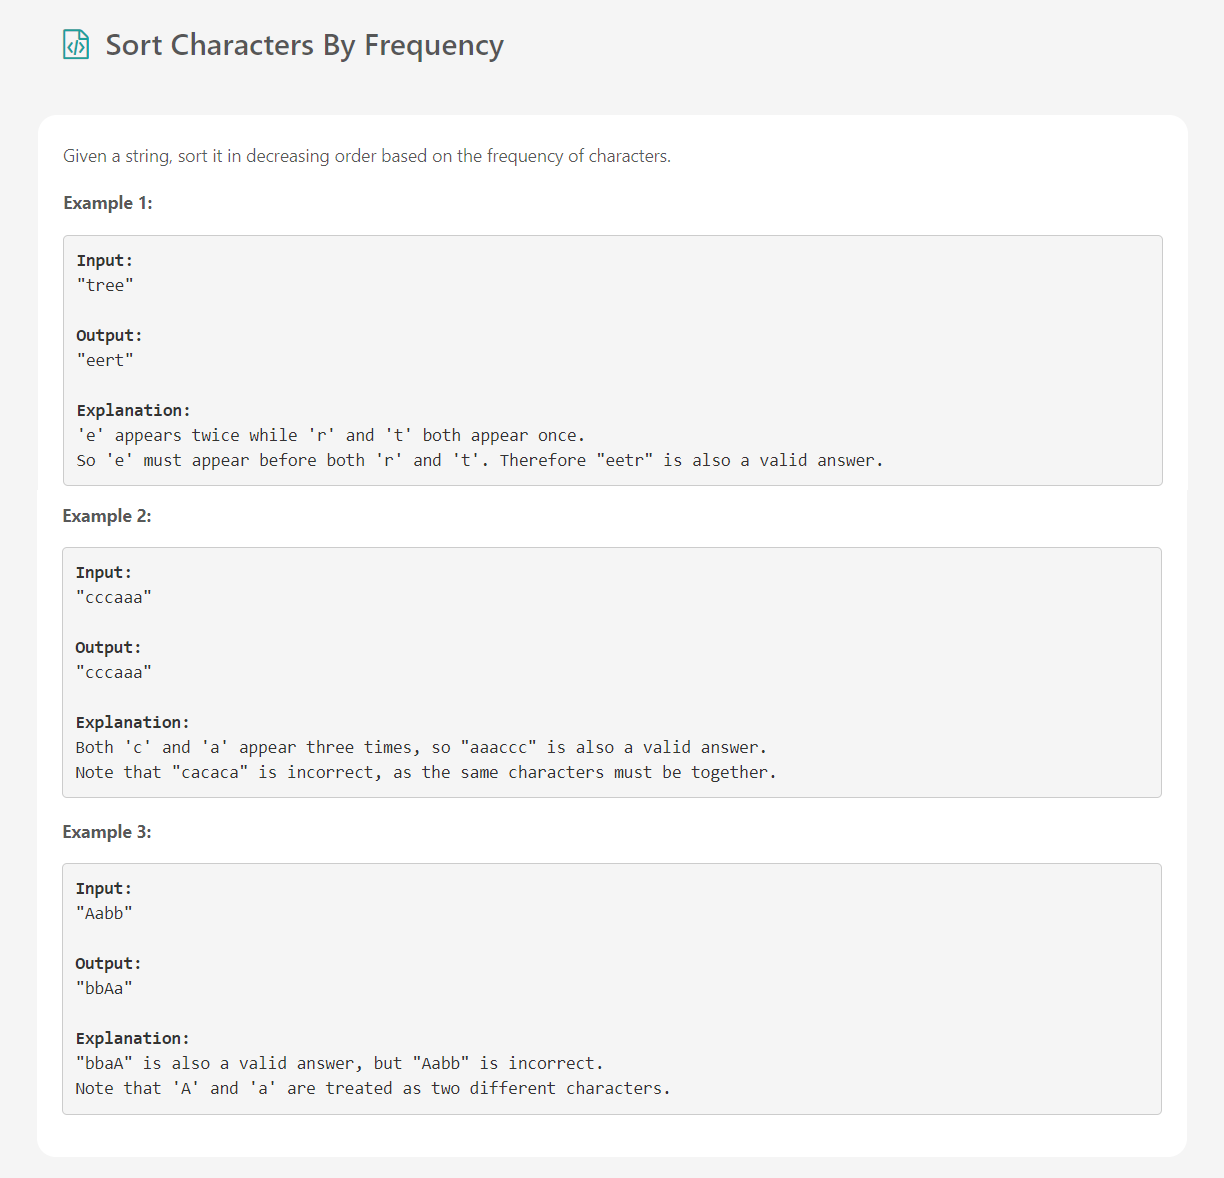 Sort Characters By Frequency
Given a string, sort it in decreasing order based on the frequency of characters.
Example 1:
Input:
"tree"
Output:
"eert"
Explanation:
'e' appears twice while 'r' and 't' both appear once.
So 'e' must appear before both 'r' and 't'. Therefore "eetr" is also a valid answer.
Example 2:
Input:
"cccaaa"
Output:
"cccaaa"
Explanation:
Both 'c' and 'a' appear three times, so "aaaccc" is also a valid answer.
Note that "cacaca" is incorrect, as the same characters must be together.
Example 3:
Input:
"Aabb"
Output:
"bbAa"
Explanation:
"bbaA" is also a valid answer, but "Aabb" is incorrect.
Note that 'A' and 'a' are treated as two different characters.